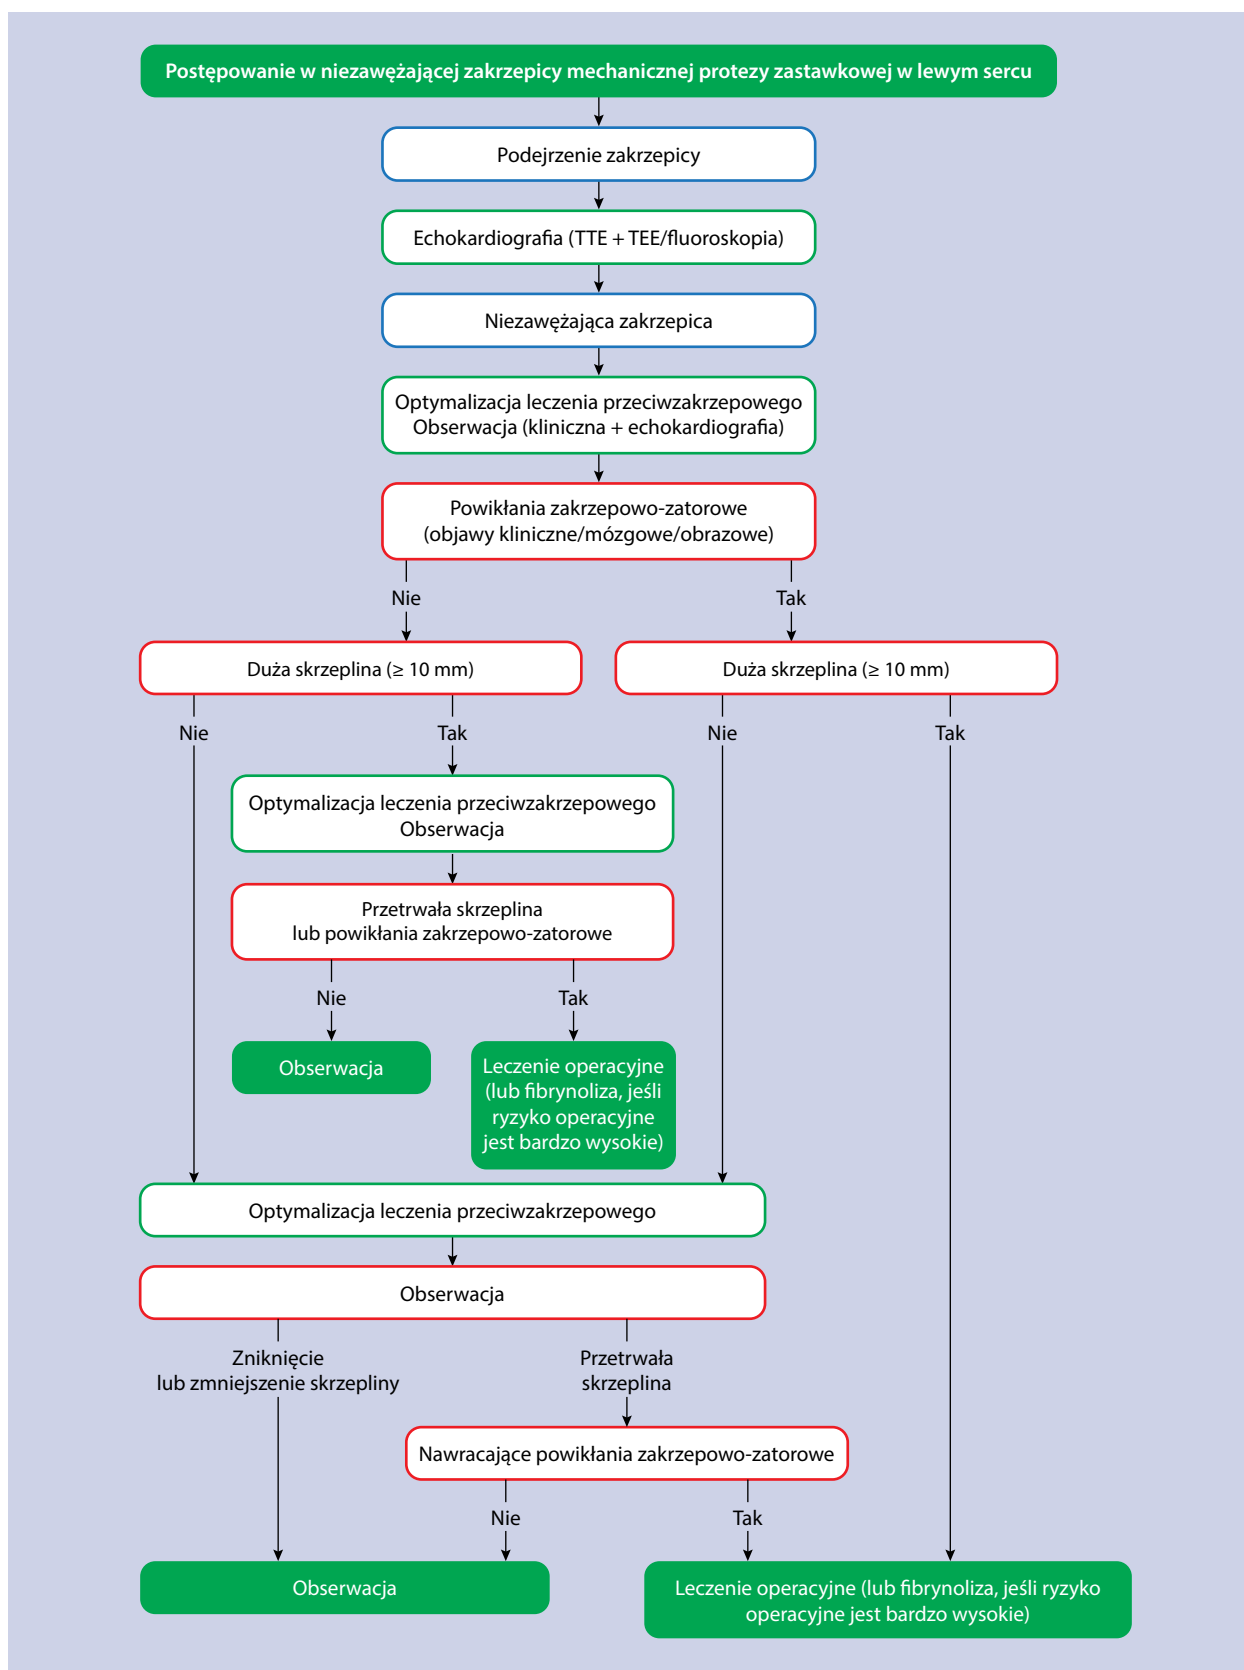 Postępowanie w niezawężającej zakrzepicy mechanicznej protezy zastawkowej w lewym sercu
Podejrzenie zakrzepicy
Echokardiografia (TTE + TEE/fluoroskopia)
Niezawężająca zakrzepica
Optymalizacja leczenia przeciwzakrzepowego
Obserwacja (kliniczna + echokardiografia)
Powikłania zakrzepowo-zatorowe
(objawy kliniczne/mózgowe/obrazowe)
Nie
Tak
Duża skrzeplina (≥ 10 mm)
Duża skrzeplina (≥ 10 mm)
Nie
Tak
Nie
Tak
Optymalizacja leczenia przeciwzakrzepowego
Obserwacja
Przetrwała skrzeplina
lub powikłania zakrzepowo-zatorowe
Nie
Tak
Obserwacja
Leczenie operacyjne
(lub fibrynoliza, jeśli
ryzyko operacyjne
jest bardzo wysokie)
Optymalizacja leczenia przeciwzakrzepowego
Obserwacja
Zniknięcie
lub zmniejszenie skrzepliny
Przetrwała
skrzeplina
Nawracające powikłania zakrzepowo-zatorowe
Nie
Tak
Obserwacja
Leczenie operacyjne (lub fibrynoliza, jeśli ryzyko
operacyjne jest bardzo wysokie)